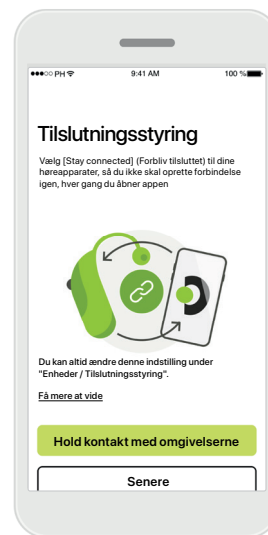 PH
9:41 AM
100 %
Tilslutningsstyring
Vælg [Stay connected] (Forbliv tilsluttet) til dine
høreapparater, så du ikke skal oprette forbindelse
igen, hver gang du åbner appen
Du kan altid ændre denne indstilling under
"Enheder / Tilslutningsstyring".
Få mere at vide
Hold kontakt med omgivelserne
Senere